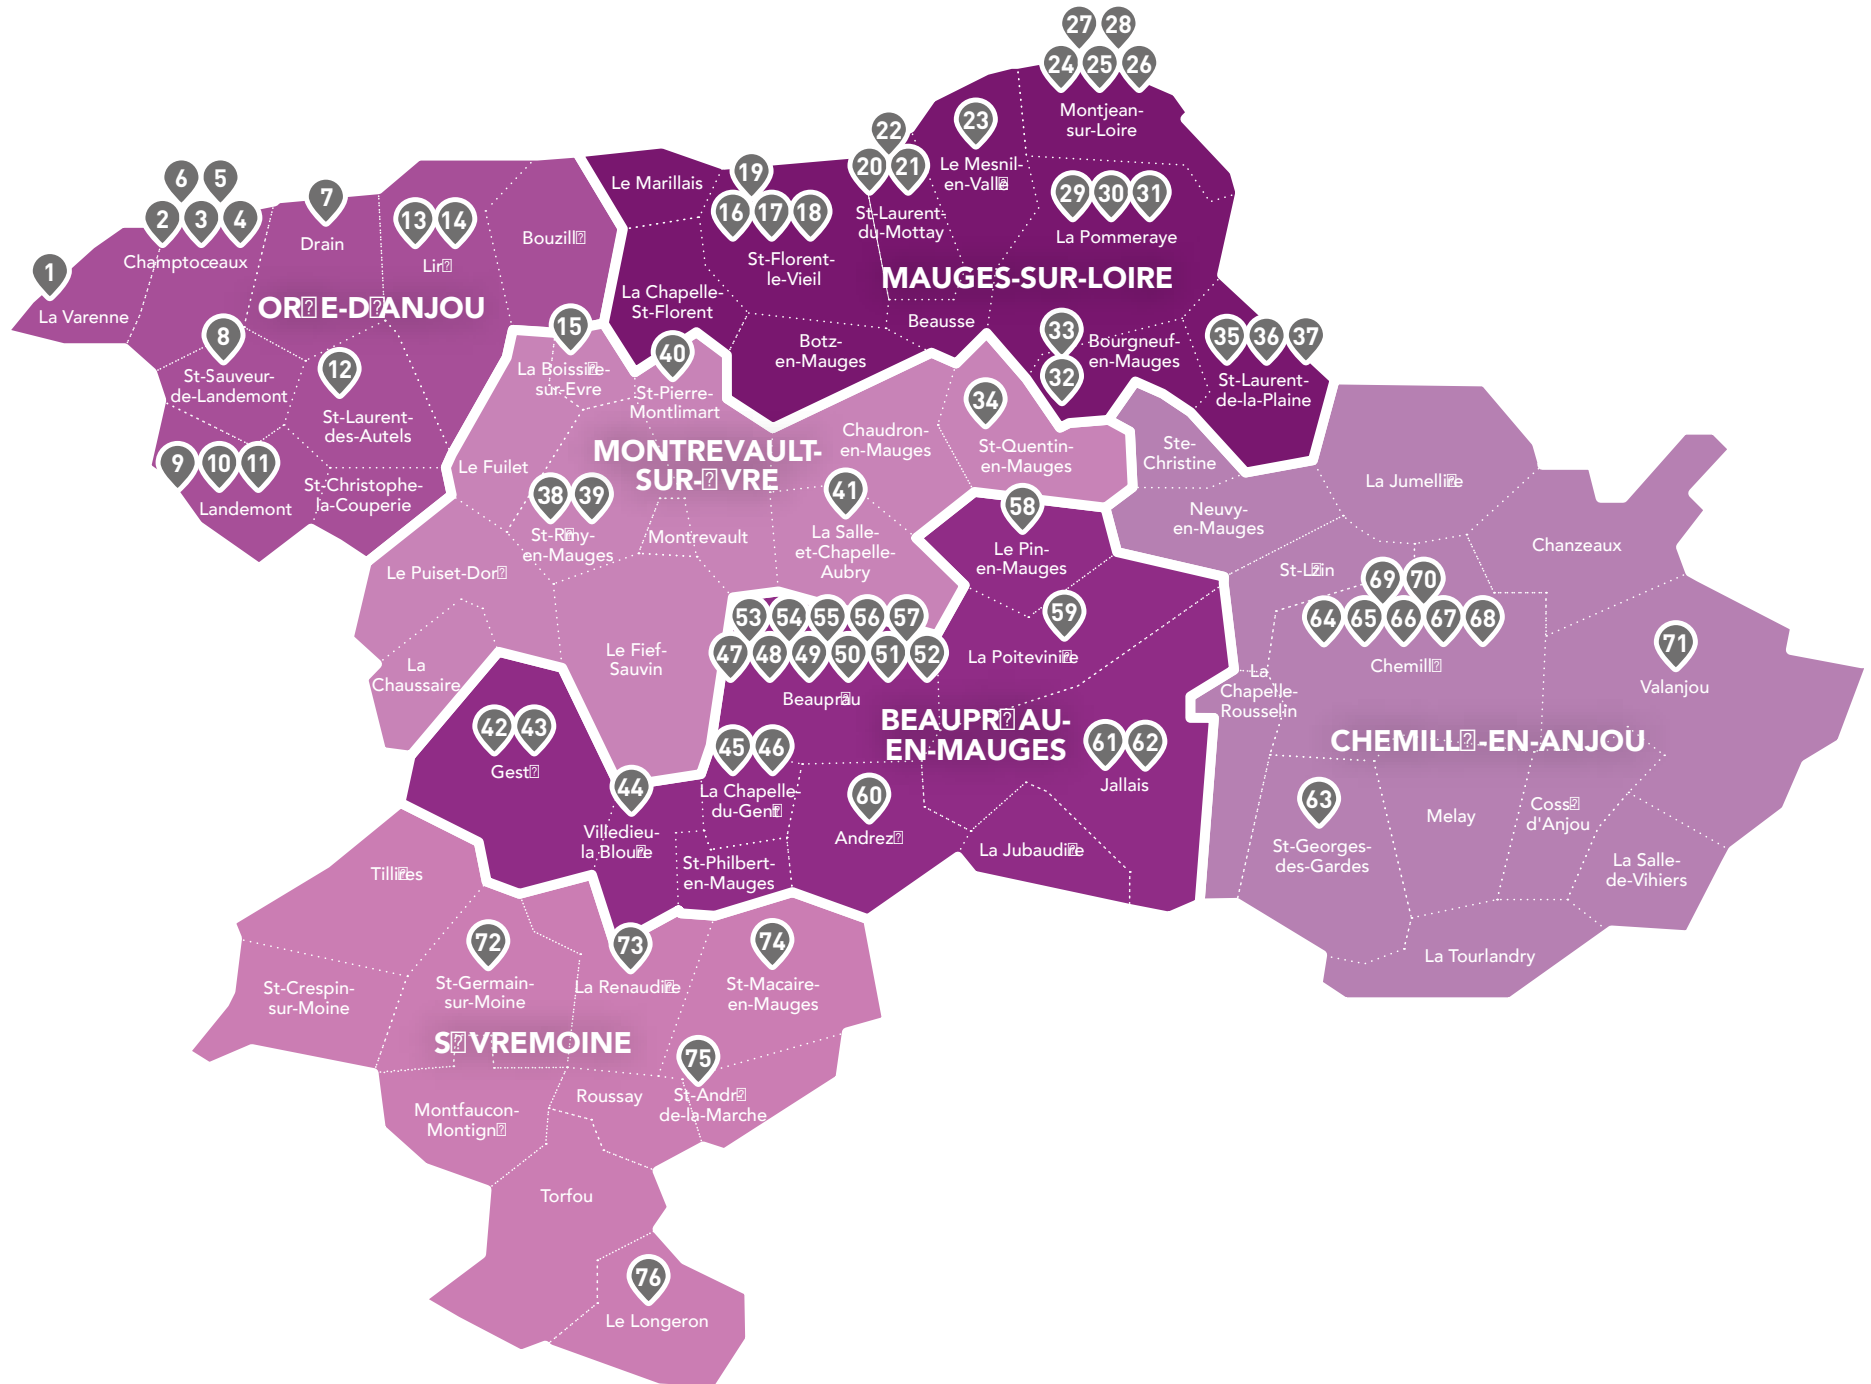 27 28
24 25 26
Montjean-
sur-Loire
22
20 21
St-Laurent-
du-Mottay
23
Le Mesnil-
en-Vall⍰
Le Marillais
19
16 17 18
St-Florent-
le-Vieil
29 30 31
La Pommeraye
MAUGES-SUR-LOIRE
La Chapelle-
St-Florent
Botz-
en-Mauges
Beausse
33
32
Bourgneuf-
en-Mauges
35 36 37
St-Laurent-
de-la-Plaine
6 5
2 3 4
Champtoceaux
7
Drain
13 14
Lir⍰
Bouzill⍰
1
La Varenne
OR⍰E-D⍰ANJOU
8
St-Sauveur-
de-Landemont
12
St-Laurent-
des-Autels
9 10 11
Landemont
St-Christophe-
la-Couperie
15
La Boissi⍰re-
sur-Evre
40
St-Pierre-
Montlimart
MONTREVAULT-
SUR-⍰VRE
Chaudron-
en-Mauges
34
St-Quentin-
en-Mauges
Le Fuilet
38 39
St-R⍰my-
en-Mauges
Montrevault
41
La Salle-
et-Chapelle-
Aubry
Le Puiset-Dor⍰
La
Chaussaire
Le Fief-
Sauvin
58
Le Pin-
en-Mauges
59
La Poitevini⍰re
53 54 55 56 57
47 48 49 50 51 52
Beaupr⍰au
BEAUPR⍰AU-
EN-MAUGES
42 43
Gest⍰
44
Villedieu-
la Blou⍰re
45 46
La Chapelle-
du-Gen⍰t
St-Philbert-
en-Mauges
60
Andrez⍰
61 62
Jallais
La Jubaudi⍰re
Ste-
Christine
Neuvy-
en-Mauges
La Jumelli⍰re
Chanzeaux
St-L⍰zin
69 70
64 65 66 67 68
Chemill⍰
71
Valanjou
La
Chapelle-
Rousselin
CHEMILL⍰-EN-ANJOU
63
St-Georges-
des-Gardes
Melay
Coss⍰
d'Anjou
La Salle-
de-Vihiers
La Tourlandry
Tilli⍰res
St-Crespin-
sur-Moine
72
St-Germain-
sur-Moine
73
La Renaudi⍰re
74
St-Macaire-
en-Mauges
S⍰VREMOINE
75
St-Andr⍰
de-la-Marche
Roussay
Montfaucon-
Montign⍰
Torfou
76
Le Longeron